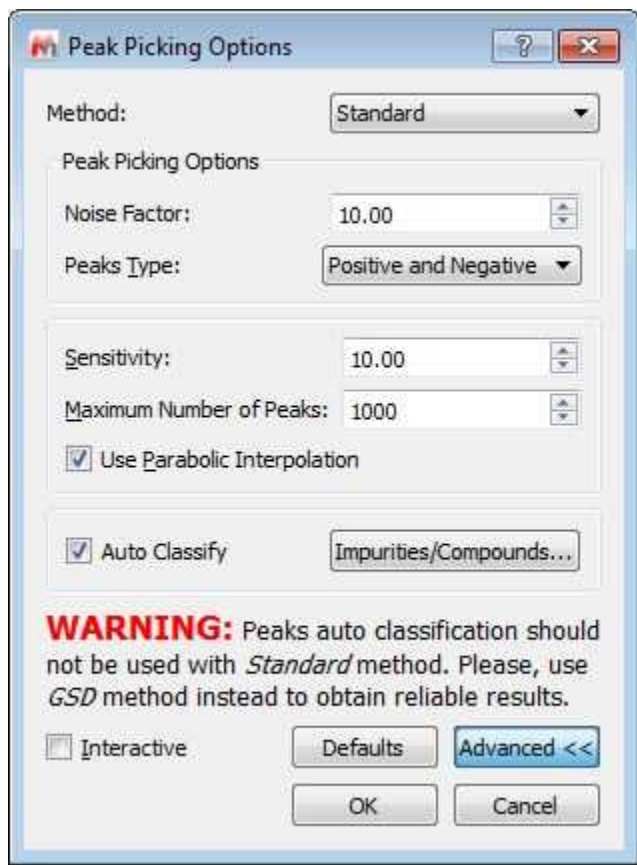 Peak Picking Options
Method: Standard
Peak Picking Options
Noise Factor: 10.00
Peaks Type: Positive and Negative
Sensitivity: 10.00
Maximum Number of Peaks: 1000
Use Parabolic Interpolation
Auto Classify Impurities/Compounds...
WARNING: Peaks auto classification should
not be used with Standard method. Please, use
GSD method instead to obtain reliable results.
Interactive Defaults Advanced <<
OK Cancel